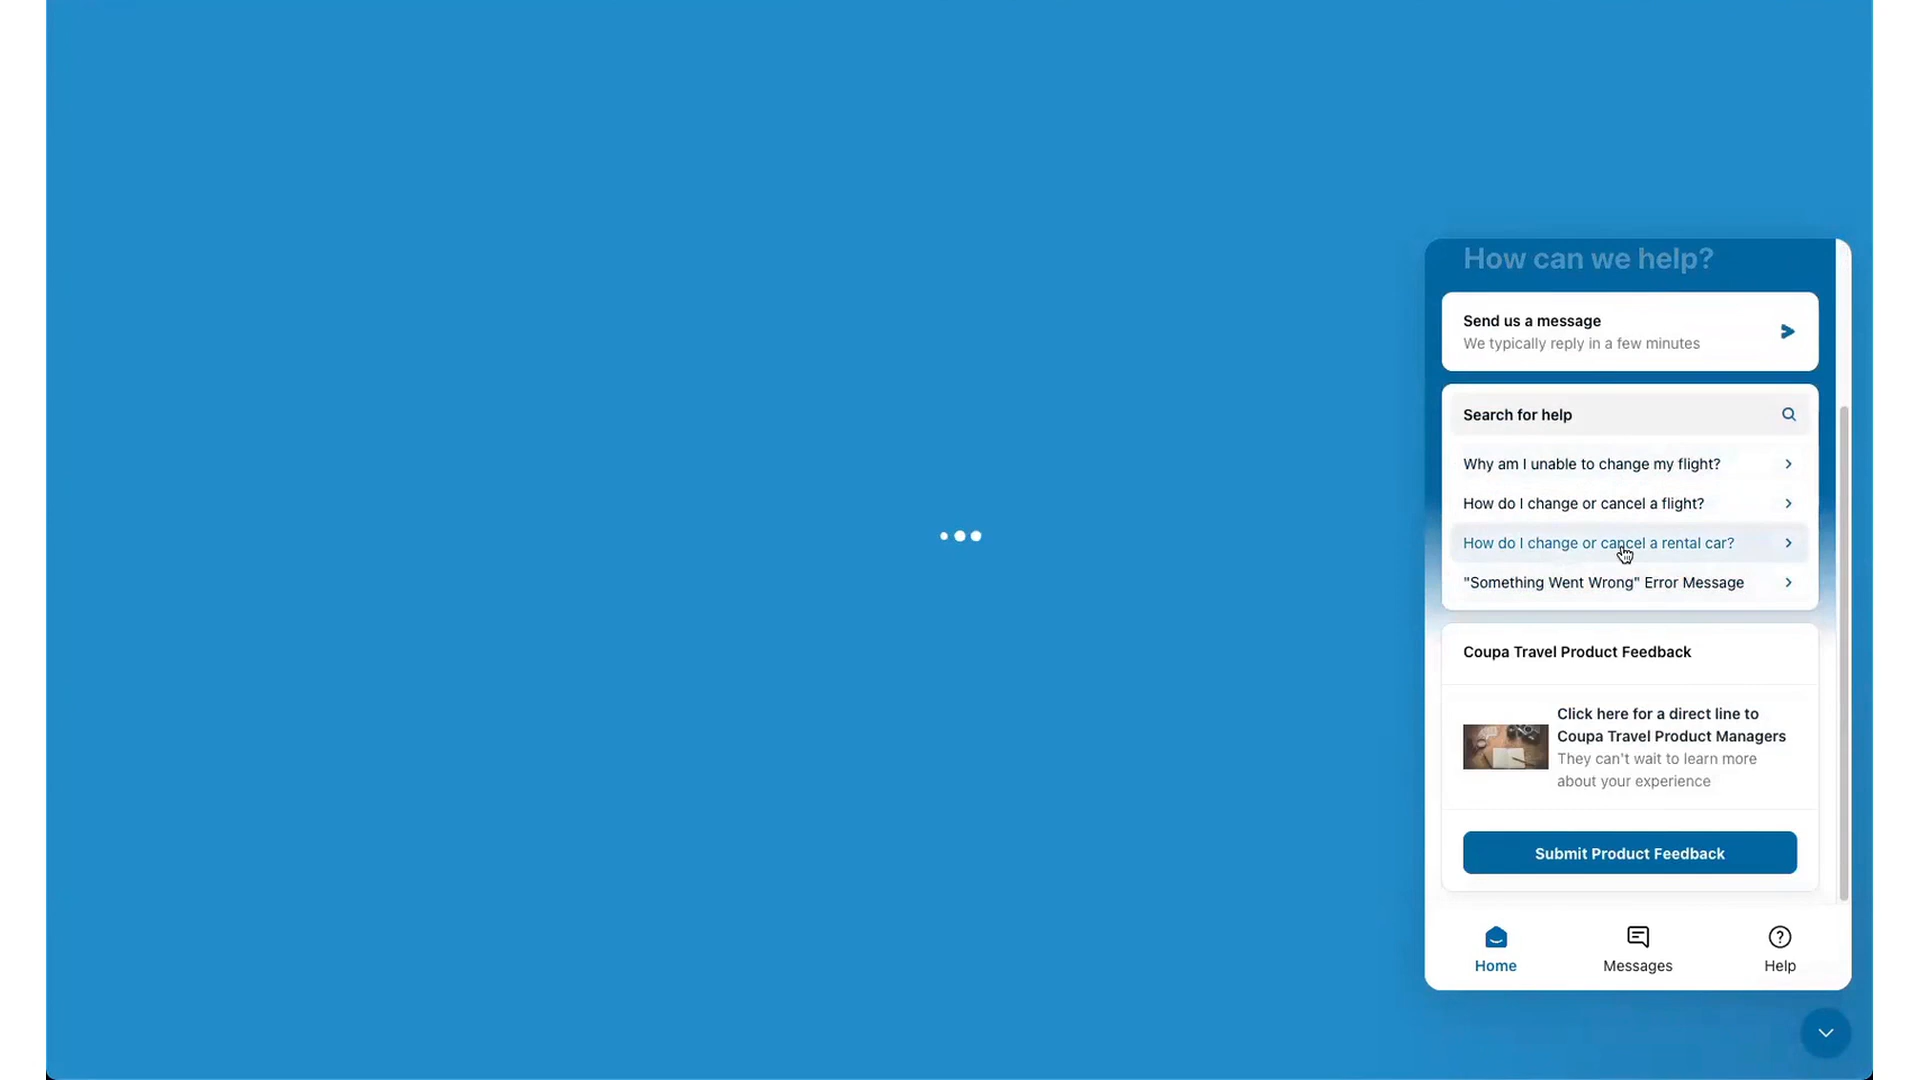 How can we help?
Send us a message
We typically reply in a few minutes
Search for help
Why am I unable to change my flight?
How do I change or cancel a flight?
How do I change or cancel a rental car?
"Something Went Wrong" Error Message
Coupa Travel Product Feedback
Click here for a direct line to
Coupa Travel Product Managers
They can't wait to learn more
about your experience
Submit Product Feedback
Home
Messages
Help